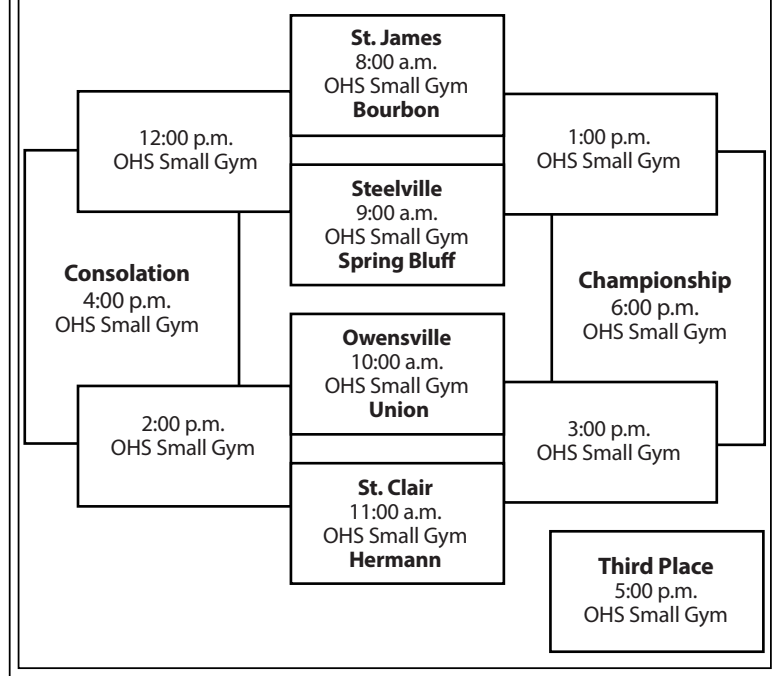 St. James
8:00 a.m.
OHS Small Gym
Bourbon
12:00 p.m.
OHS Small Gym
1:00 p.m.
OHS Small Gym
Steelville
9:00 a.m.
OHS Small Gym
Spring Bluff
Consolation
4:00 p.m.
OHS Small Gym
Championship
6:00 p.m.
OHS Small Gym
Owensville
10:00 a.m.
OHS Small Gym
Union
2:00 p.m.
OHS Small Gym
3:00 p.m.
OHS Small Gym
St. Clair
11:00 a.m.
OHS Small Gym
Hermann
Third Place
5:00 p.m.
OHS Small Gym